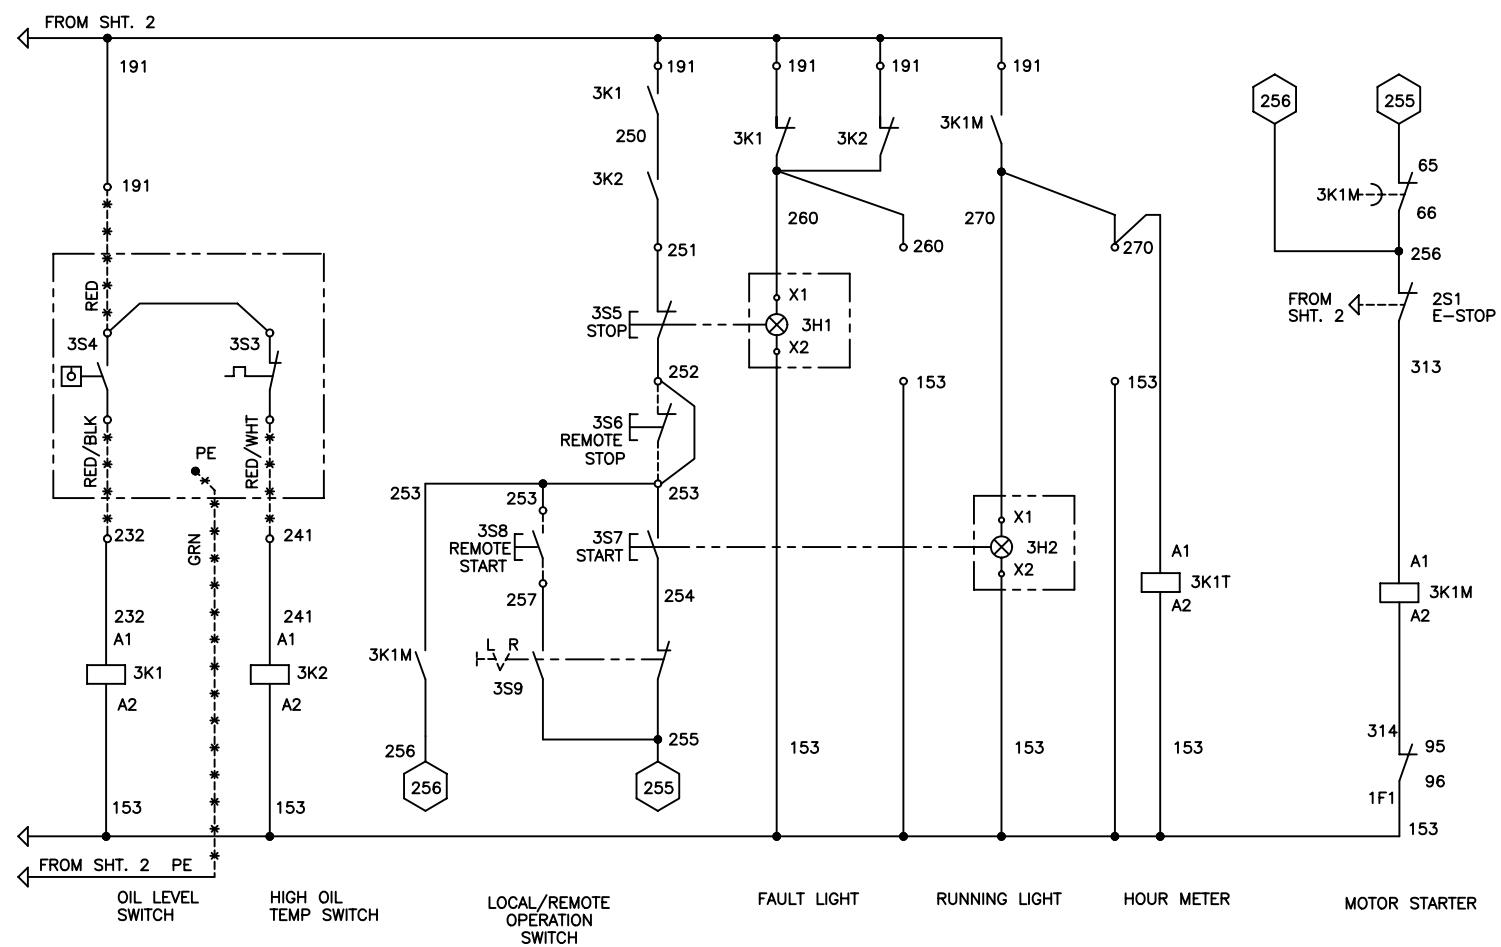 FROM SHT. 2
191
191
191
191
191
3K1
250
3K1
3K2
3K1M
256
255
191
3K2
65
3K1M
66
260
270
251
260
270
256
RED
X1
3H1
X2
3S5
STOP
FROM
SHT. 2
2S1
E-STOP
3S4
3S3
252
153
153
313
RED/BLK
PE
RED/WHT
3S6
REMOTE
STOP
253
253
253
232
GRN
241
3S8
REMOTE
START
3S7
START
X1
3H2
X2
A1
3K1T
A2
A1
3K1M
A2
257
254
232
A1
3K1
A2
241
A1
3K2
A2
3K1M
L R
3S9
256
256
255
255
153
153
153
314
95
96
1F1
153
153
153
FROM SHT. 2 PE
OIL LEVEL
SWITCH
HIGH OIL
TEMP SWITCH
LOCAL/REMOTE
OPERATION
SWITCH
FAULT LIGHT
RUNNING LIGHT
HOUR METER
MOTOR STARTER